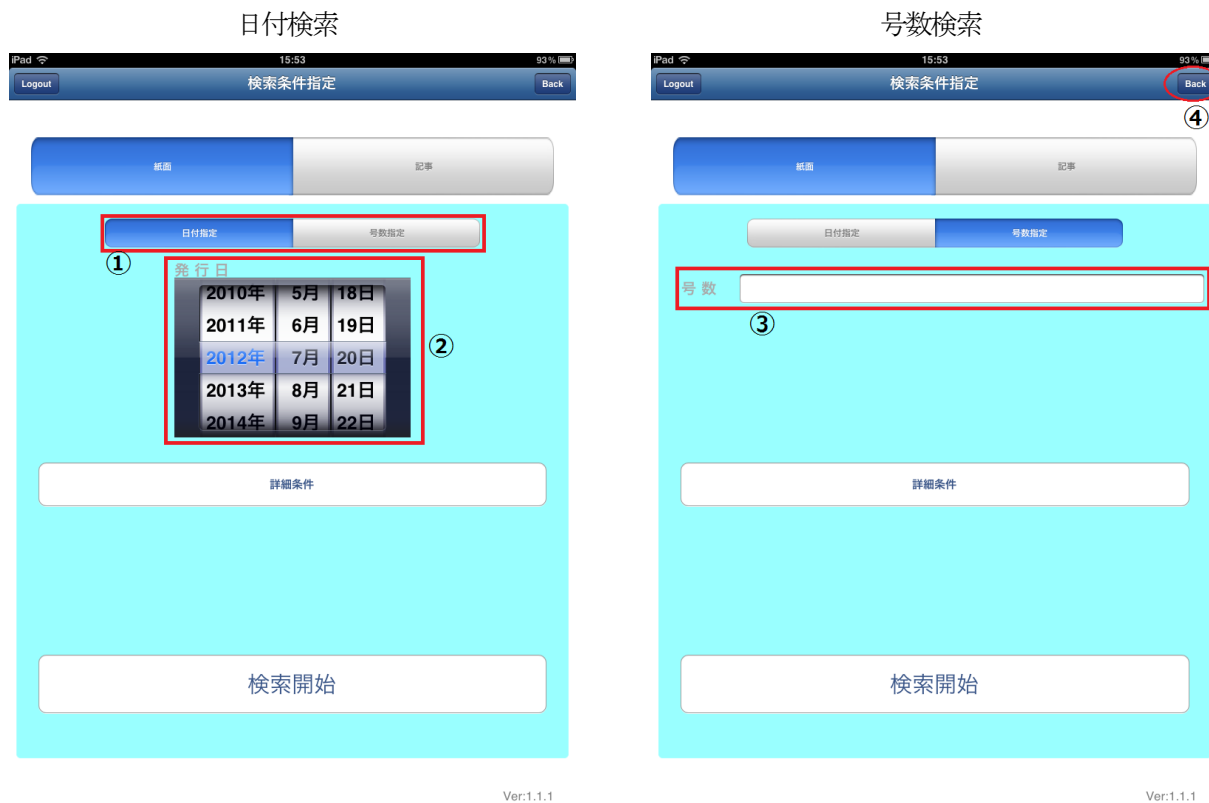 日付検索
iPad 15:53 93%
Logout 検索条件指定 Back
紙面 記事
日付指定 号数指定
①
発行日
2010年 5月 18日
2011年 6月 19日
2012年 7月 20日
2013年 8月 21日
2014年 9月 22日
②
詳細条件
検索開始
Ver:1.1.1
号数検索
iPad 15:53 93%
Logout 検索条件指定 Back
④
紙面 記事
日付指定 号数指定
号数
③
詳細条件
検索開始
Ver:1.1.1